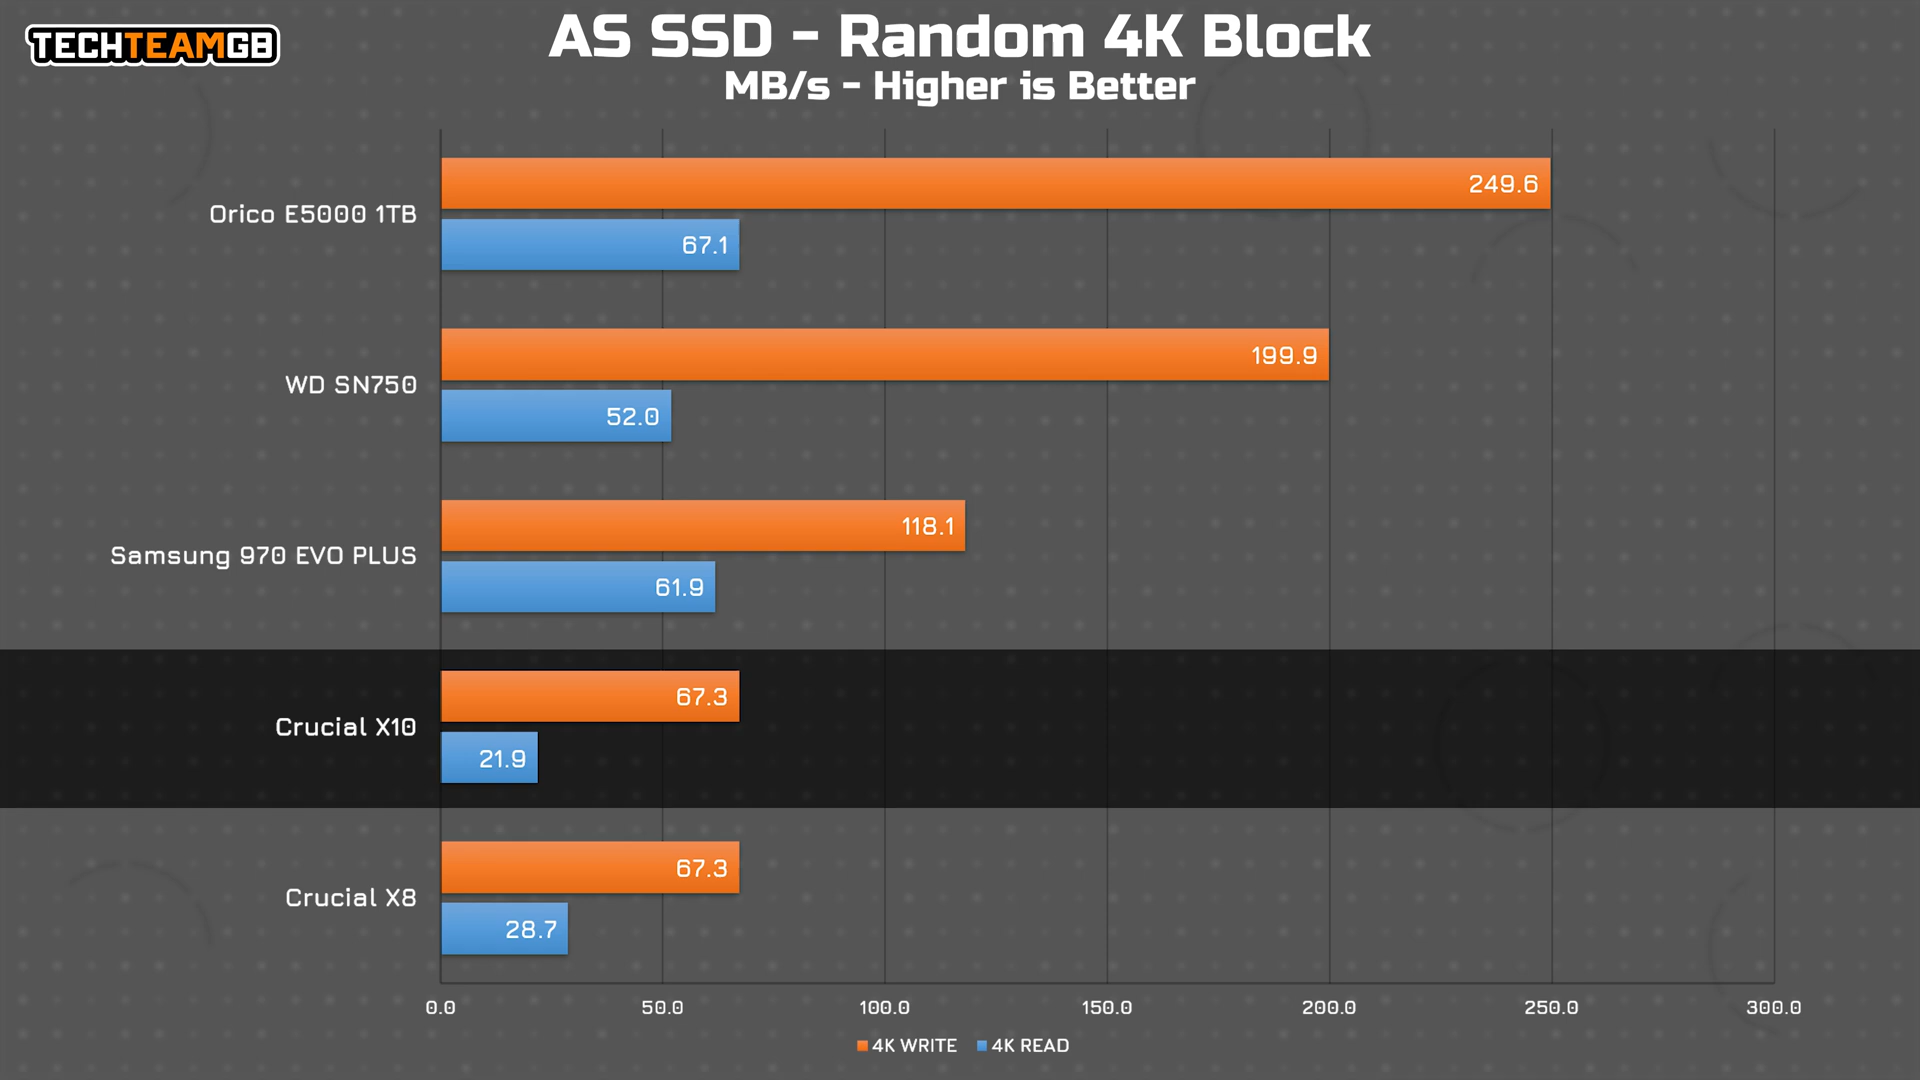 TECHTEAMGB
AS SSD - Random 4K Block
MB/s - Higher is Better
Orico E5000 1TB
249.6
67.1
WD SN750
199.9
52.0
Samsung 970 EVO PLUS
118.1
61.9
Crucial X10
67.3
21.9
Crucial X8
67.3
28.7
0.0 50.0 100.0 150.0 200.0 250.0 300.0
4K WRITE 4K READ